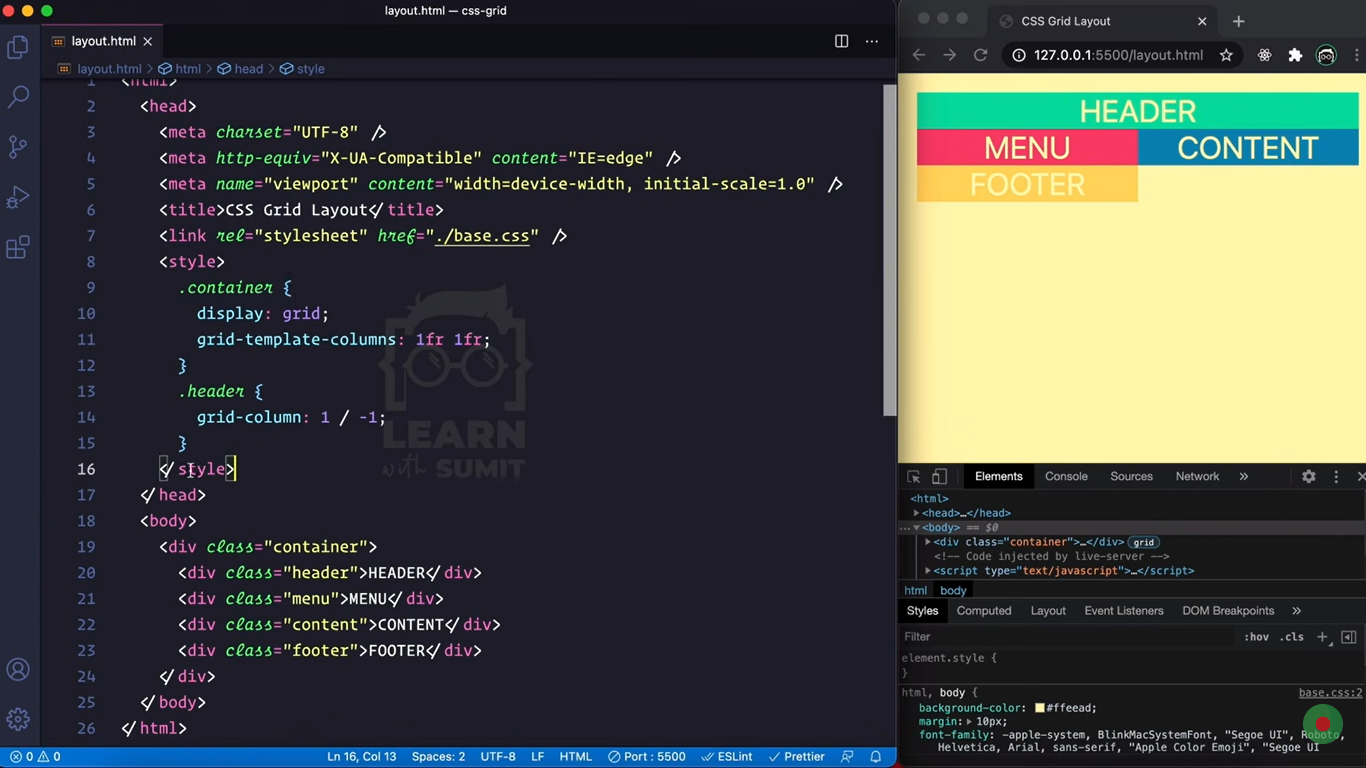 layout.html — css-grid
layout.html
layout.html > html > head > style
1 <html>
2 <head>
3 <meta charset="UTF-8" />
4 <meta http-equiv="X-UA-Compatible" content="IE=edge" />
5 <meta name="viewport" content="width=device-width, initial-scale=1.0" />
6 <title>CSS Grid Layout</title>
7 <link rel="stylesheet" href="./base.css" />
8 <style>
9 .container {
10 display: grid;
11 grid-template-columns: 1fr 1fr;
12 }
13 .header {
14 grid-column: 1 / -1;
15 }
16 </style>
17 </head>
18 <body>
19 <div class="container">
20 <div class="header">HEADER</div>
21 <div class="menu">MENU</div>
22 <div class="content">CONTENT</div>
23 <div class="footer">FOOTER</div>
24 </div>
25 </body>
26 </html>
LEARN
with SUMIT
0 0 Ln 16, Col 13 Spaces: 2 UTF-8 LF HTML Port : 5500 ESLint Prettier
CSS Grid Layout
127.0.0.1:5500/layout.html
HEADER
MENU CONTENT
FOOTER
Elements Console Sources Network »
<html>
<head>…</head>
… <body> == $0
<div class="container">…</div> grid
<!-- Code injected by live-server -->
<script type="text/javascript">…</script>
html body
Styles Computed Layout Event Listeners DOM Breakpoints »
Filter :hov .cls +
element.style {
}
html, body { base.css:2
background-color: #ffeead;
margin: 10px;
font-family: -apple-system, BlinkMacSystemFont, "Segoe UI", Roboto,
Helvetica, Arial, sans-serif, "Apple Color Emoji", "Segoe UI